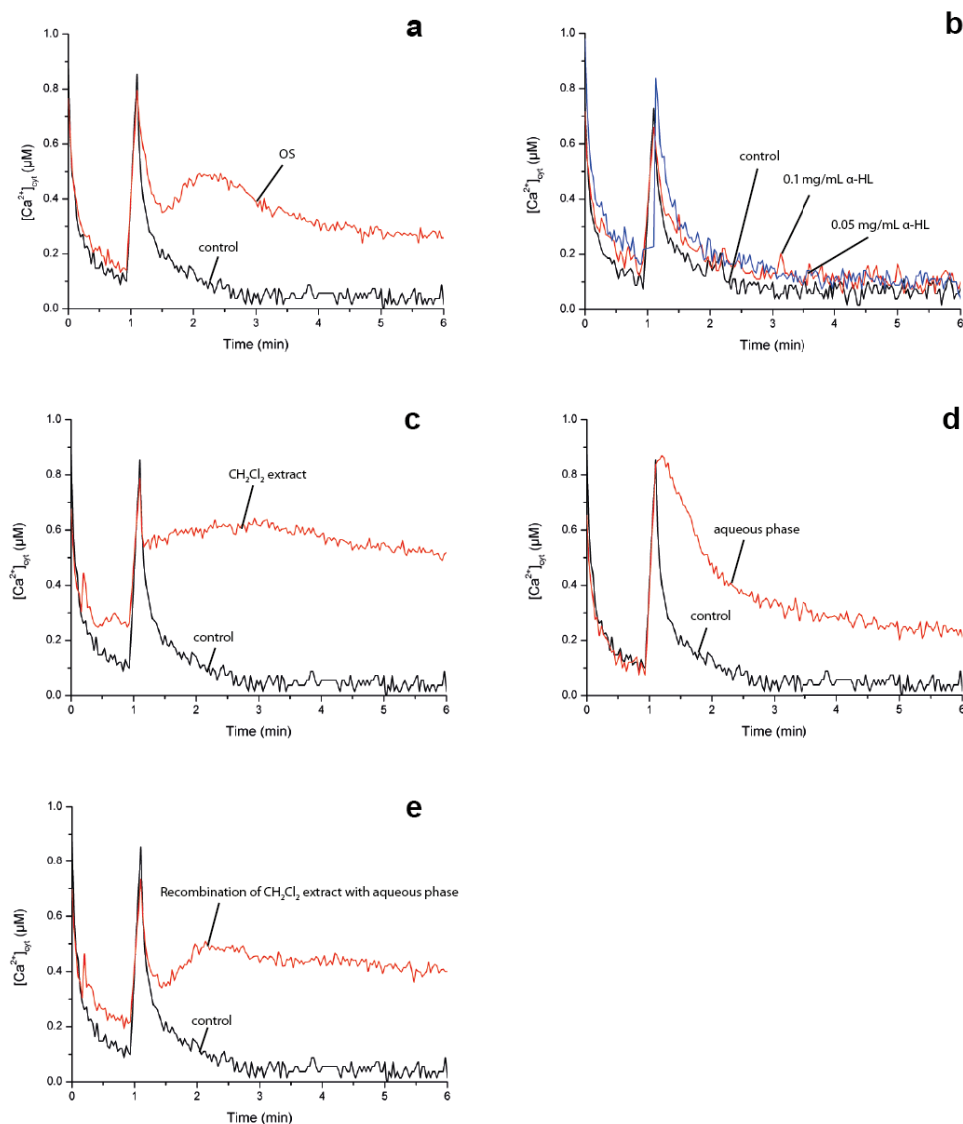 a
1.0
0.8
0.6
0.4
0.2
0.0
[Ca²⁺]cyt (µM)
OS
control
0 1 2 3 4 5 6
Time (min)
b
1.0
0.8
0.6
0.4
0.2
0.0
[Ca²⁺]cyt (µM)
control
0.1 mg/mL α-HL
0.05 mg/mL α-HL
0 1 2 3 4 5 6
Time (min)
c
1.0
0.8
0.6
0.4
0.2
0.0
[Ca²⁺]cyt (µM)
CH₂Cl₂ extract
control
0 1 2 3 4 5 6
Time (min)
d
1.0
0.8
0.6
0.4
0.2
0.0
[Ca²⁺]cyt (µM)
aqueous phase
control
0 1 2 3 4 5 6
Time (min)
e
1.0
0.8
0.6
0.4
0.2
0.0
[Ca²⁺]cyt (µM)
Recombination of CH₂Cl₂ extract with aqueous phase
control
0 1 2 3 4 5 6
Time (min)